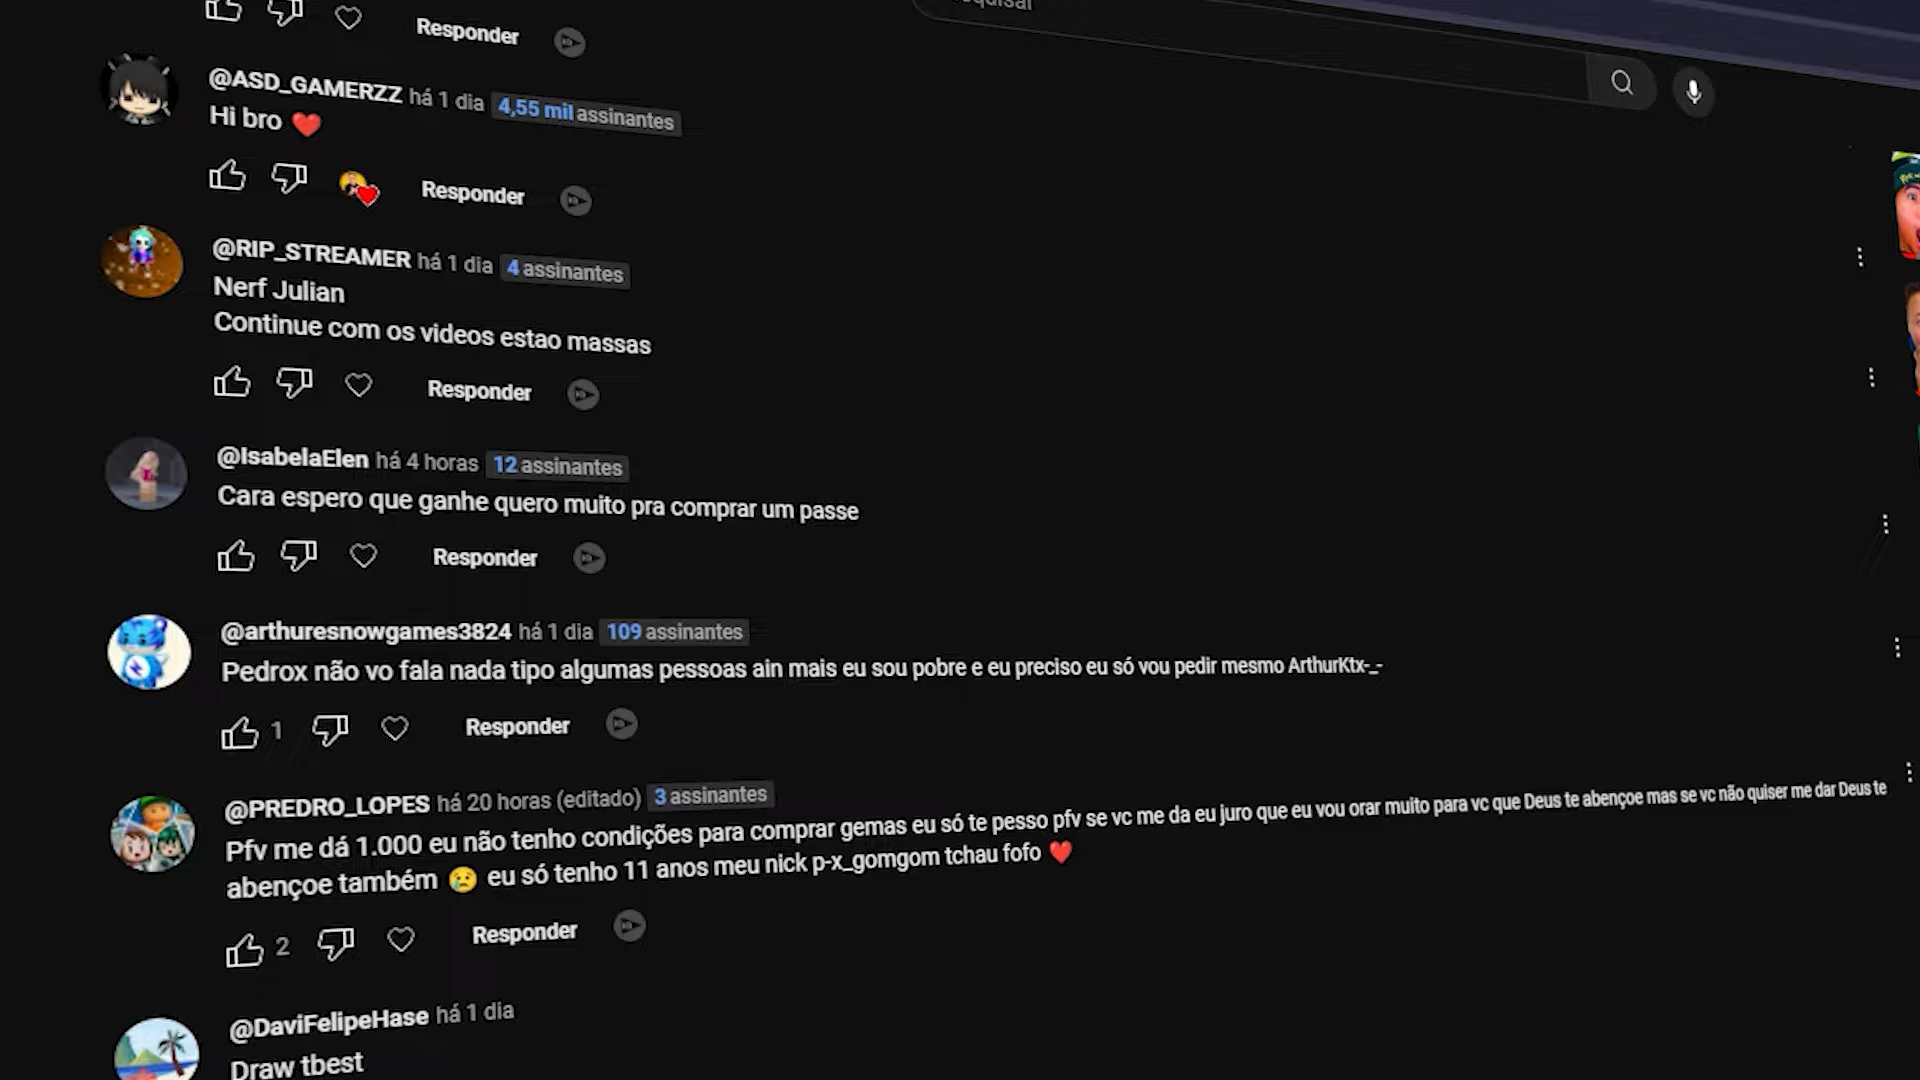 Responder
@ASD_GAMERZZ há 1 dia 4,55 mil assinantes
Hi bro ❤️
Responder
@RIP_STREAMER há 1 dia 4 assinantes
Nerf Julian
Continue com os videos estao massas
Responder
@IsabelaElen há 4 horas 12 assinantes
Cara espero que ganhe quero muito pra comprar um passe
Responder
@arthuresnowgames3824 há 1 dia 109 assinantes
Pedrox não vo fala nada tipo algumas pessoas ain mais eu sou pobre e eu preciso eu só vou pedir mesmo ArthurKtx-_-
1 Responder
@PREDRO_LOPES há 20 horas (editado) 3 assinantes
Pfv me dá 1.000 eu não tenho condições para comprar gemas eu só te pesso pfv se vc me da eu juro que eu vou orar muito para vc que Deus te abençoe mas se vc não quiser me dar Deus te
abençoe também 😢 eu só tenho 11 anos meu nick p-x_gomgom tchau fofo ❤️
2 Responder
@DaviFelipeHase há 1 dia
Draw tbest